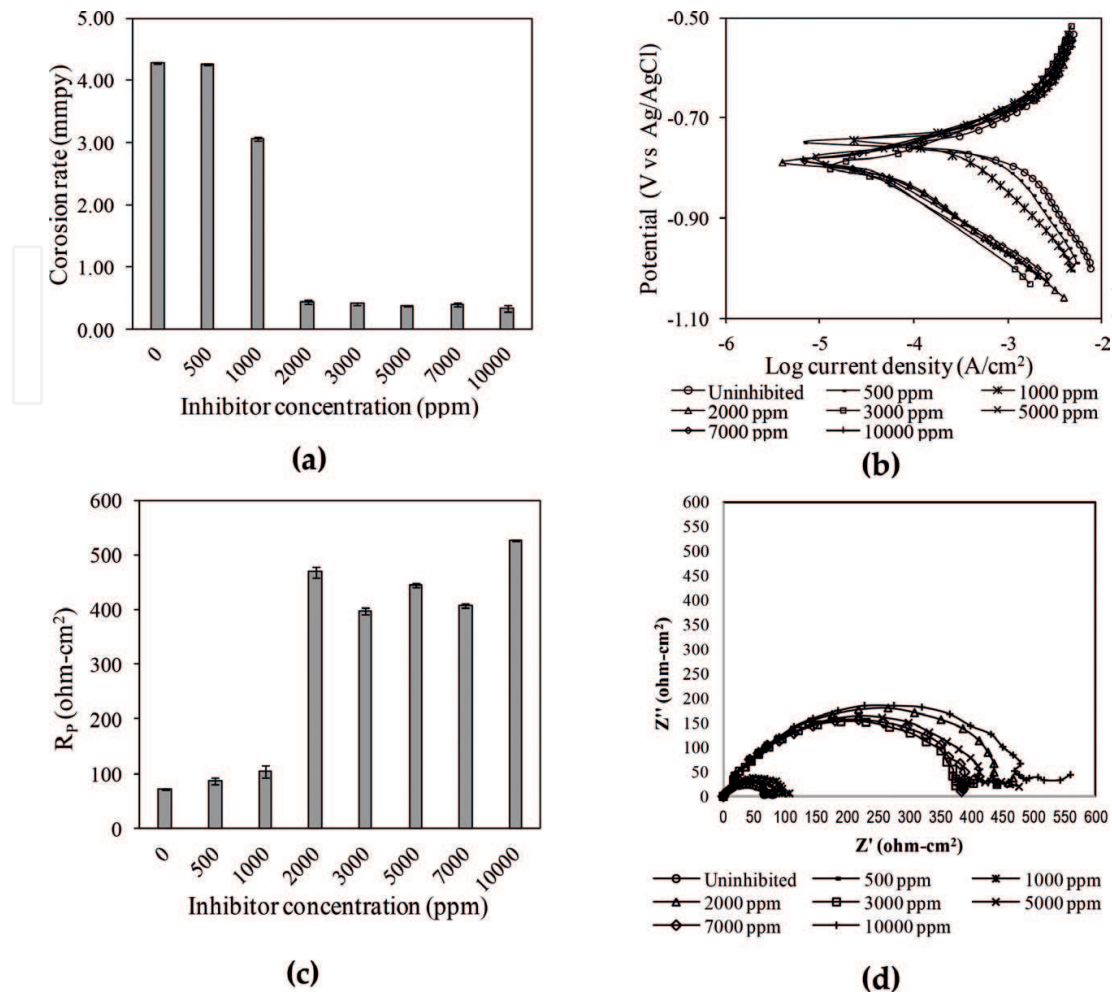 5.00
4.00
3.00
2.00
1.00
0.00
Corosion rate (mmpy)
0 500 1000 2000 3000 5000 7000 10000
Inhibitor concentration (ppm)
(a)
-0.50
-0.70
-0.90
-1.10
Potential (V vs Ag/AgCl)
-6 -5 -4 -3 -2
Log current density (A/cm²)
Uninhibited 500 ppm 1000 ppm
2000 ppm 3000 ppm 5000 ppm
7000 ppm 10000 ppm
(b)
600
500
400
300
200
100
0
R_P (ohm-cm²)
0 500 1000 2000 3000 5000 7000 10000
Inhibitor concentration (ppm)
(c)
600
550
500
450
400
350
300
250
200
150
100
50
0
Z'' (ohm-cm²)
0 50 100 150 200 250 300 350 400 450 500 550 600
Z' (ohm-cm²)
Uninhibited 500 ppm 1000 ppm
2000 ppm 3000 ppm 5000 ppm
7000 ppm 10000 ppm
(d)